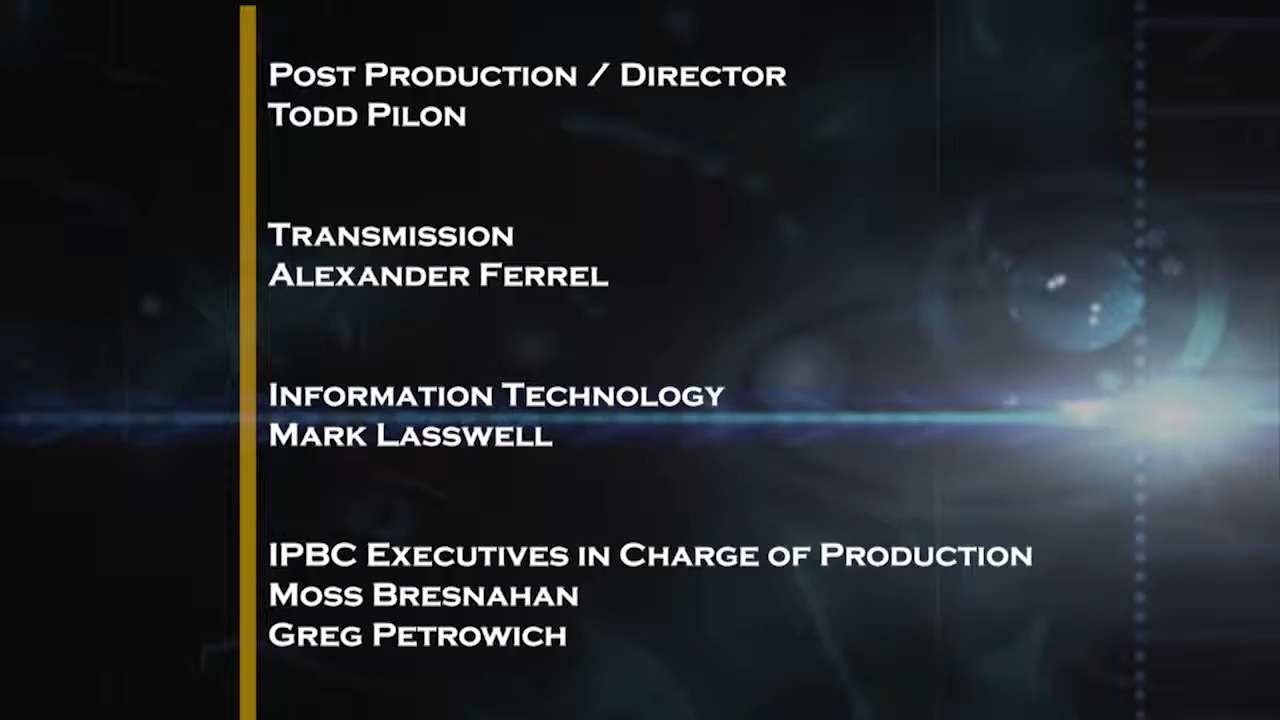 Post Production / Director
Todd Pilon
Transmission
Alexander Ferrel
Information Technology
Mark Lasswell
IPBC Executives in Charge of Production
Moss Bresnahan
Greg Petrowich